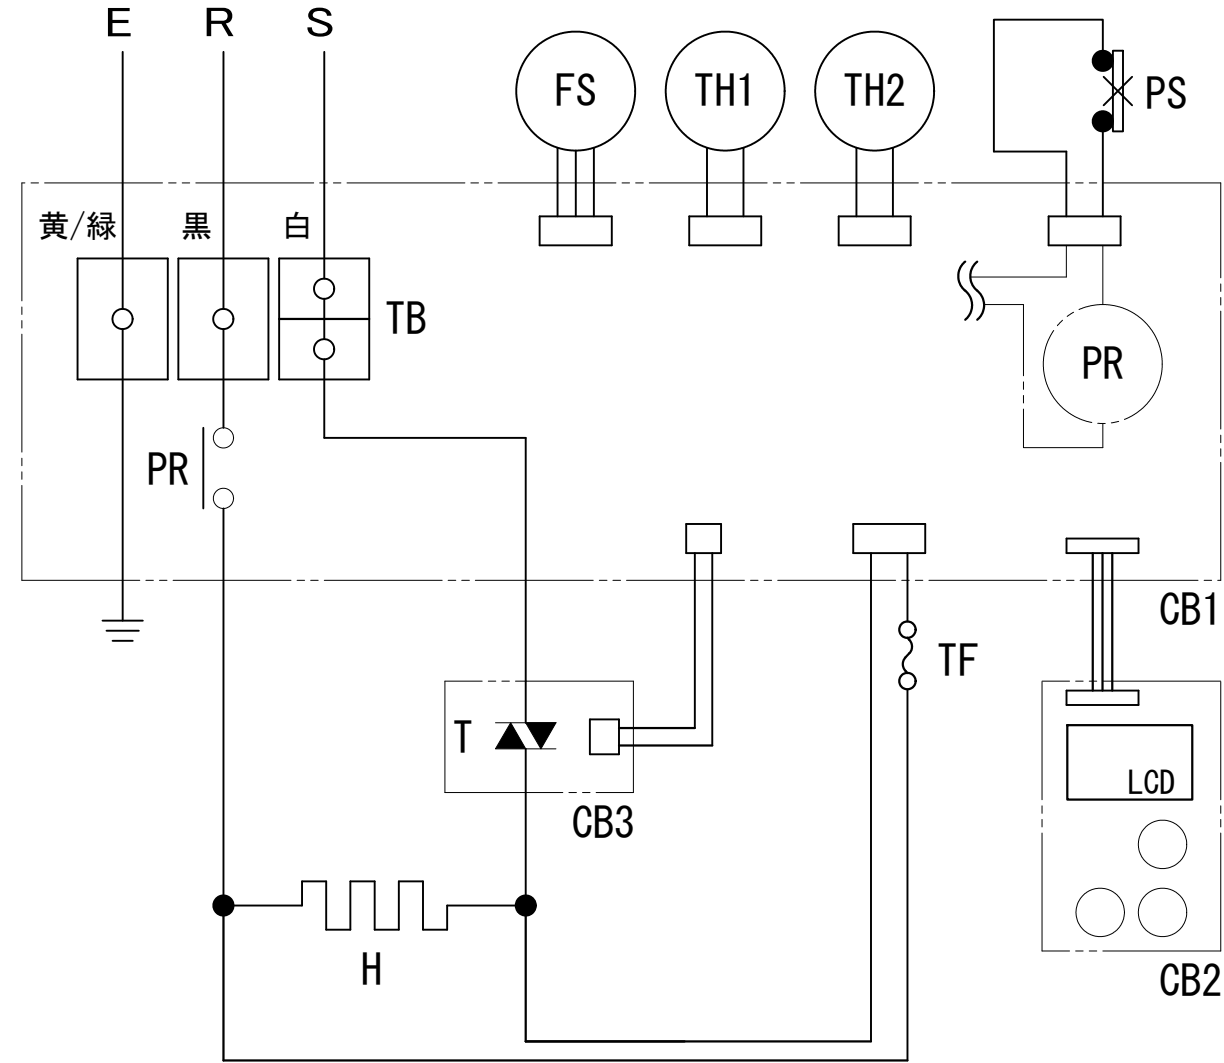 E R S
FS TH1 TH2 PS
黄/緑 黒 白
TB
PR
PR
CB1
TF
T
LCD
CB3
H
CB2